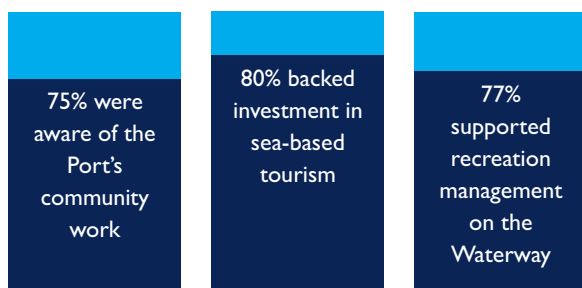 75% were
aware of the
Port’s
community
work
80% backed
investment in
sea-based
tourism
77%
supported
recreation
management
on the
Waterway